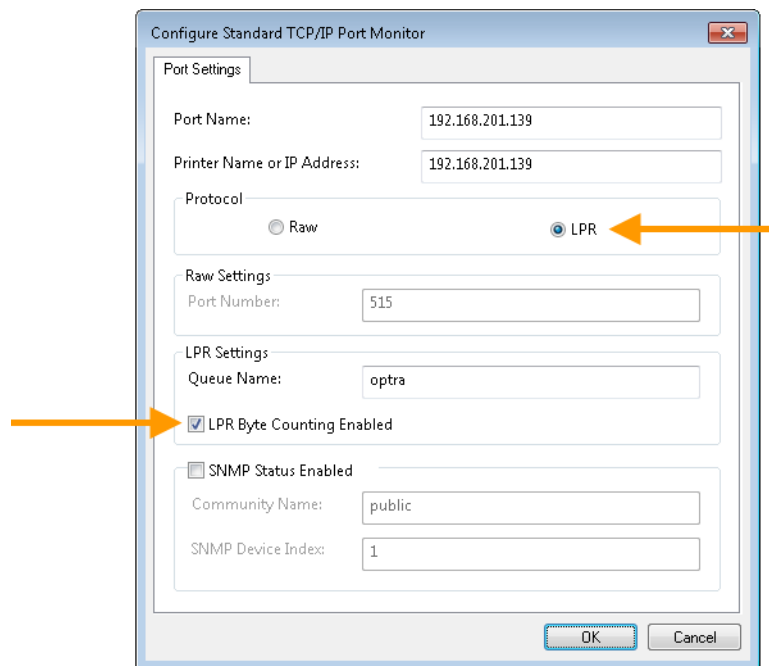 Configure Standard TCP/IP Port Monitor
Port Settings
Port Name: 192.168.201.139
Printer Name or IP Address: 192.168.201.139
Protocol
Raw LPR
Raw Settings
Port Number: 515
LPR Settings
Queue Name: optra
LPR Byte Counting Enabled
SNMP Status Enabled
Community Name: public
SNMP Device Index: 1
OK Cancel